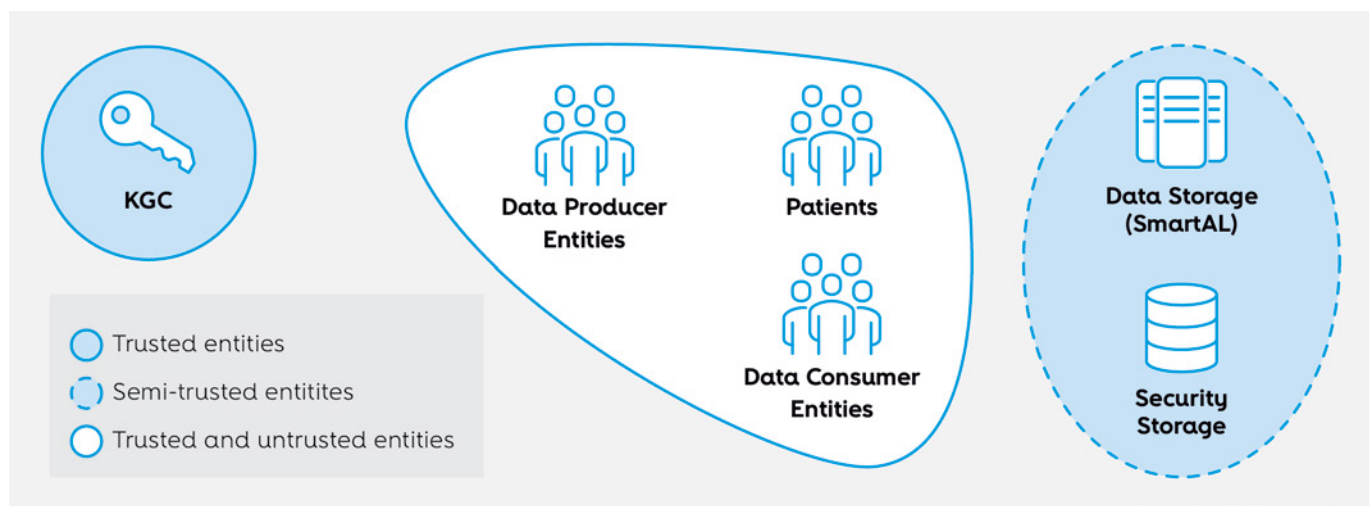 KGC
Data Producer
Entities
Patients
Data Consumer
Entities
Data Storage
(SmartAL)
Security
Storage
Trusted entities
Semi-trusted entitites
Trusted and untrusted entities